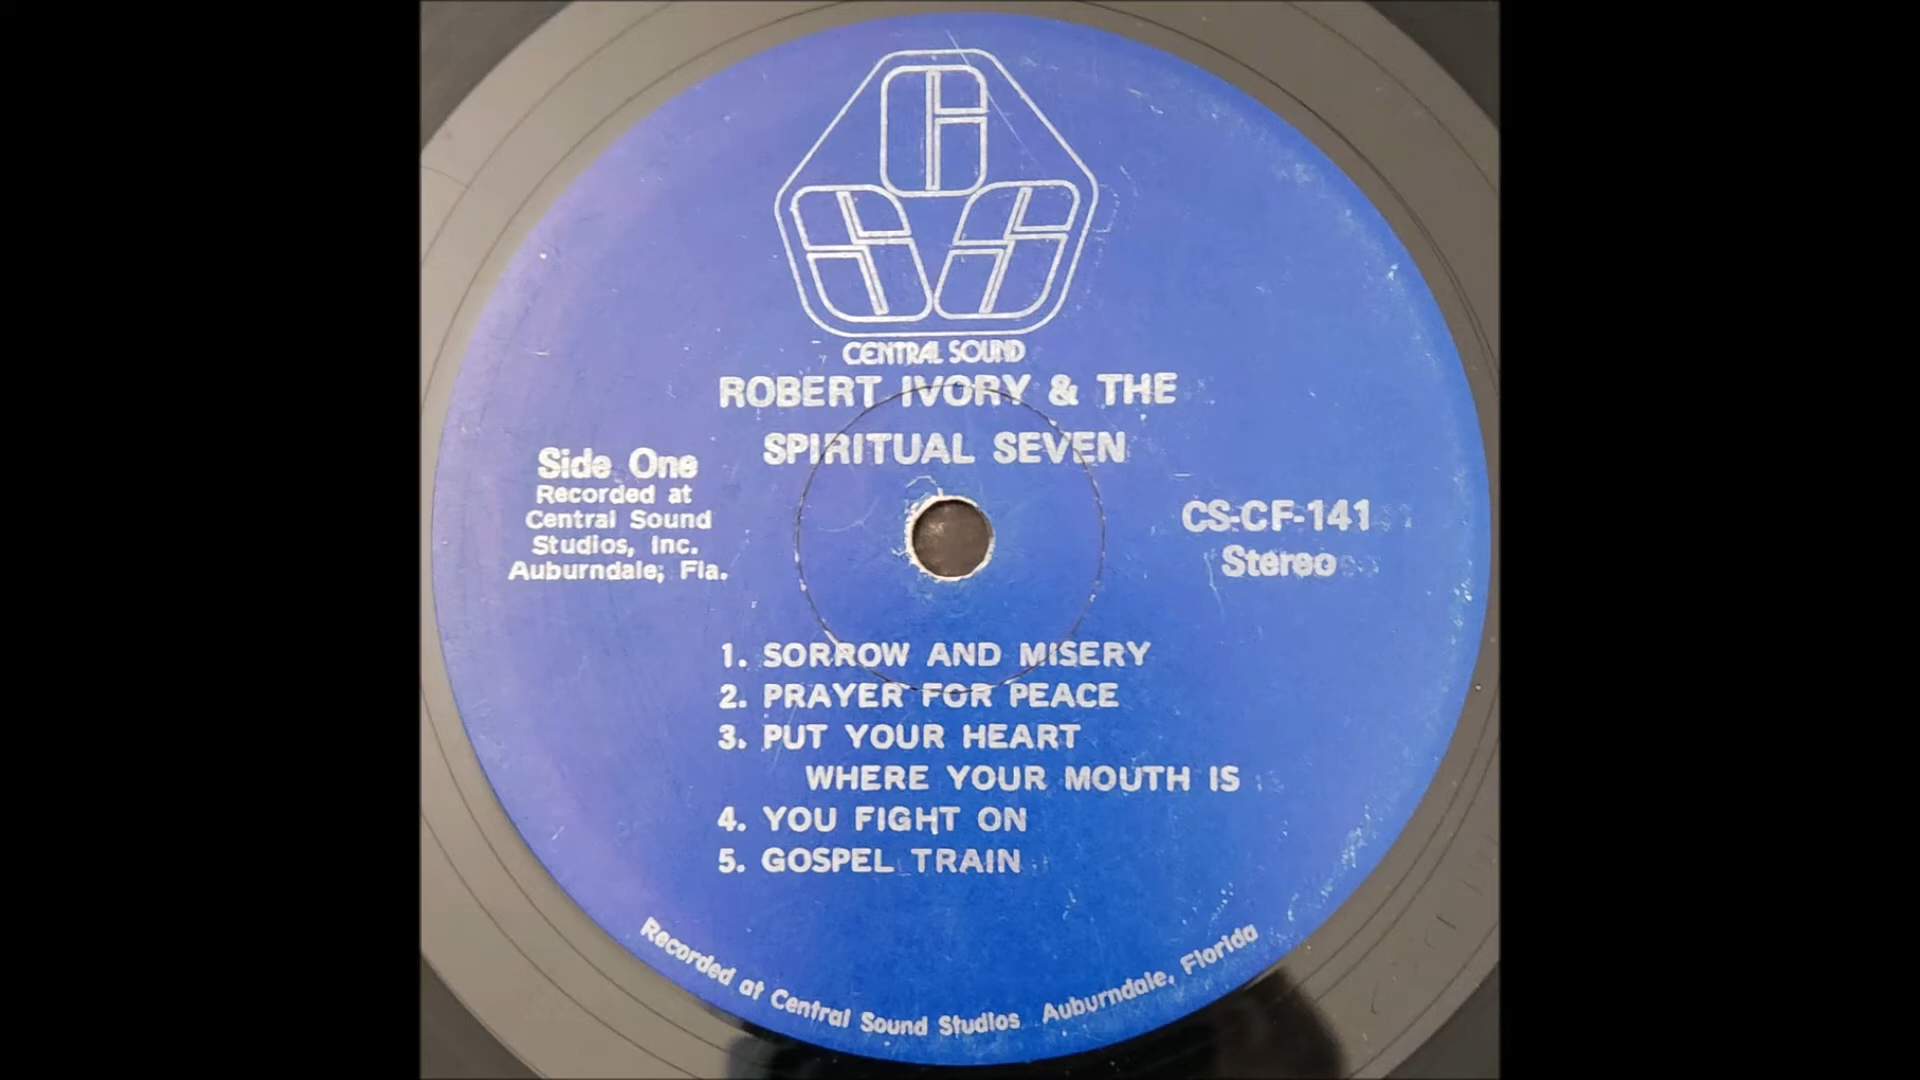 CSS
CENTRAL SOUND
ROBERT IVORY & THE
SPIRITUAL SEVEN
Side One
Recorded at
Central Sound
Studios, Inc.
Auburndale, Fla.
CS-CF-141
Stereo
1. SORROW AND MISERY
2. PRAYER FOR PEACE
3. PUT YOUR HEART
WHERE YOUR MOUTH IS
4. YOU FIGHT ON
5. GOSPEL TRAIN
Recorded at Central Sound Studios Auburndale, Florida